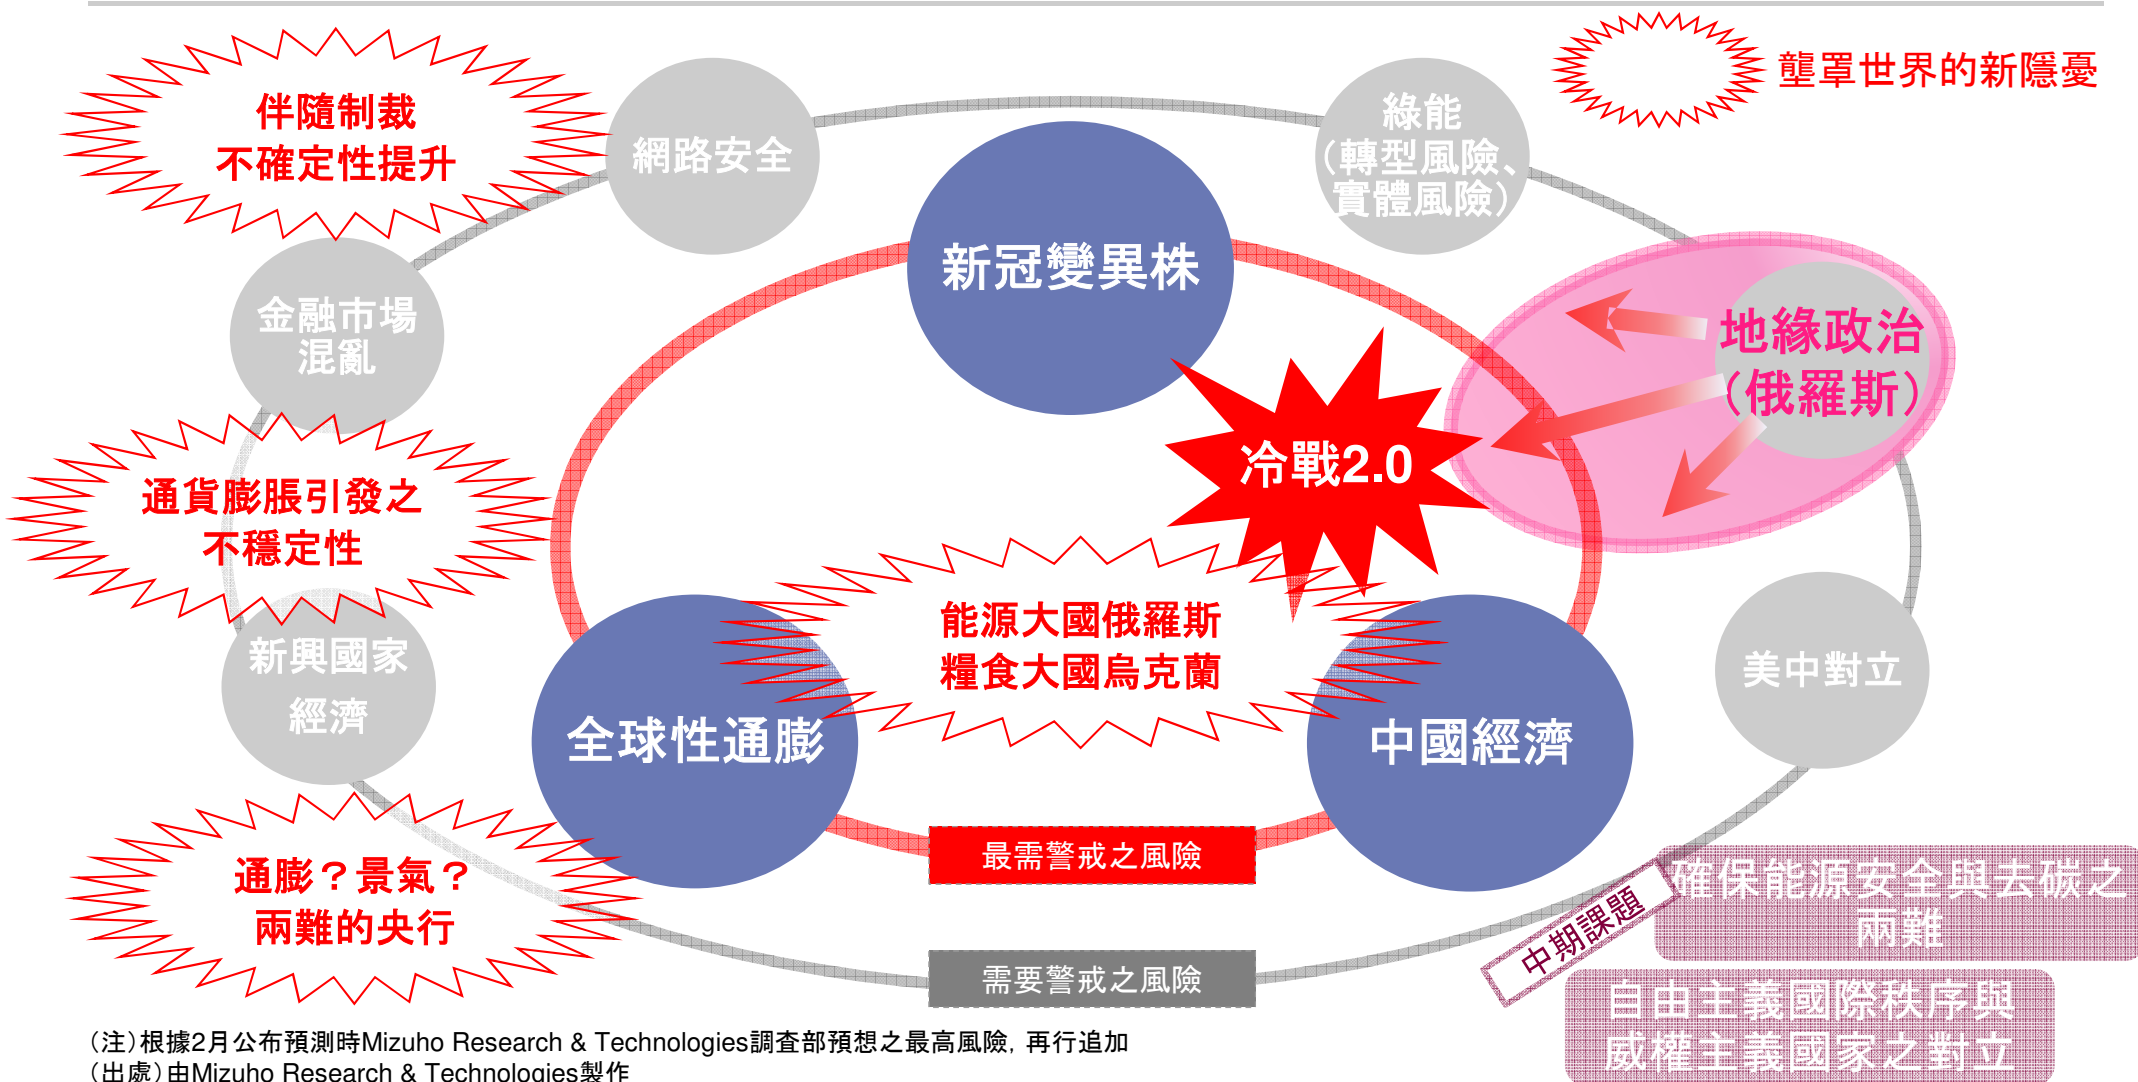 壟罩世界的新隱憂
伴隨制裁
不確定性提升
網路安全
綠能
(轉型風險、
實體風險)
新冠變異株
金融市場
混亂
地緣政治
(俄羅斯)
冷戰2.0
通貨膨脹引發之
不穩定性
能源大國俄羅斯
糧食大國烏克蘭
新興國家
經濟
美中對立
全球性通膨
中國經濟
最需警戒之風險
通膨？景氣？
兩難的央行
中期課題
確保能源安全與去碳之
兩難
需要警戒之風險
自由主義國際秩序與
威權主義國家之對立
(注)根據2月公布預測時Mizuho Research & Technologies調查部預想之最高風險, 再行追加
(出處)由Mizuho Research & Technologies製作